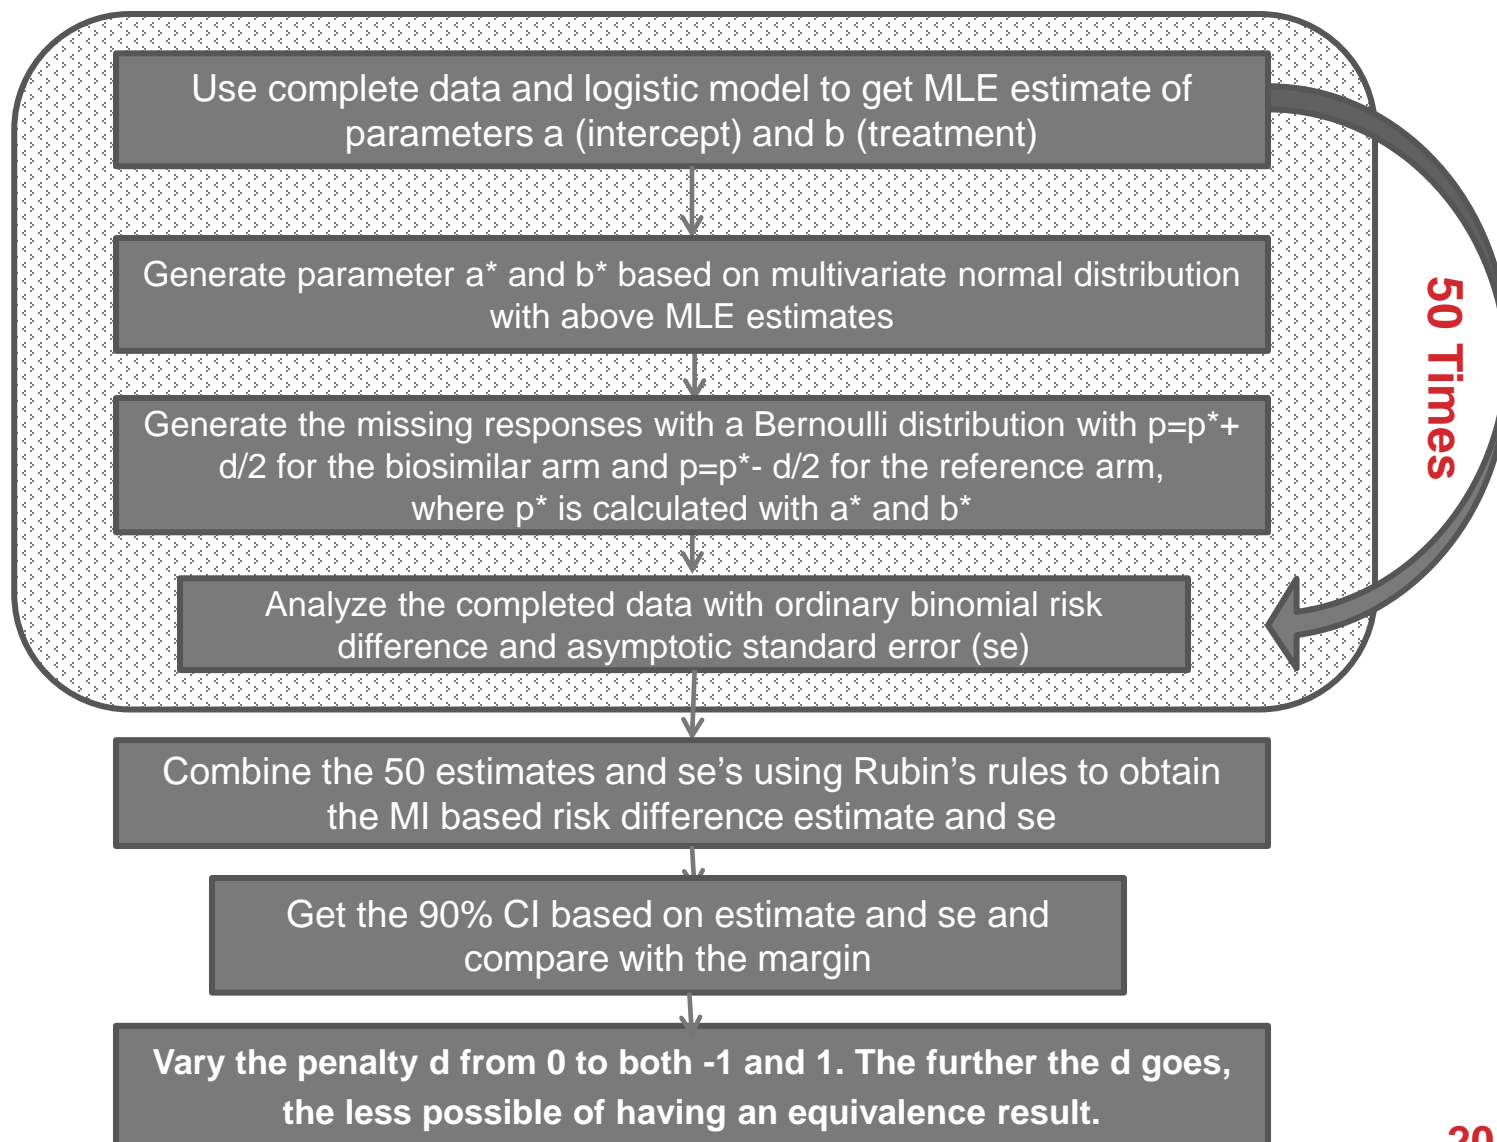 Use complete data and logistic model to get MLE estimate of
parameters a (intercept) and b (treatment)
Generate parameter a* and b* based on multivariate normal distribution
with above MLE estimates
Generate the missing responses with a Bernoulli distribution with p=p*+
d/2 for the biosimilar arm and p=p*- d/2 for the reference arm,
where p* is calculated with a* and b*
Analyze the completed data with ordinary binomial risk
difference and asymptotic standard error (se)
50 Times
Combine the 50 estimates and se's using Rubin's rules to obtain
the MI based risk difference estimate and se
Get the 90% CI based on estimate and se and
compare with the margin
Vary the penalty d from 0 to both -1 and 1. The further the d goes,
the less possible of having an equivalence result.
20